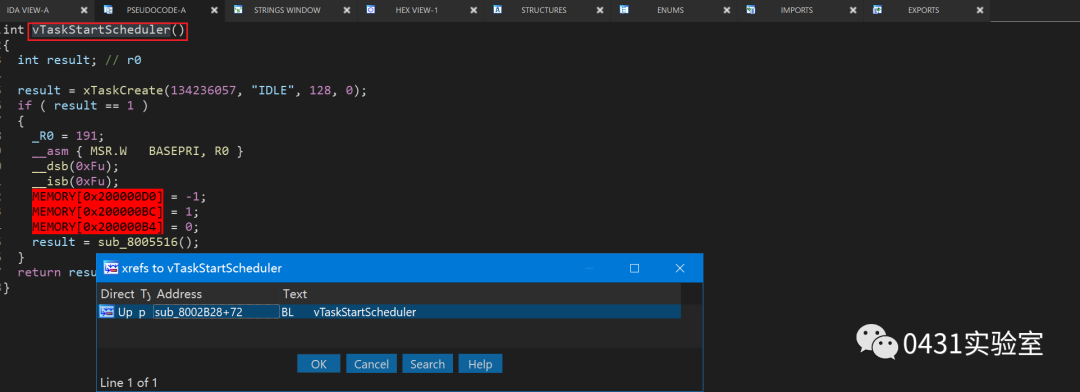 IDA VIEW-A PSEUDOCODE-A STRINGS WINDOW HEX VIEW-1 STRUCTURES ENUMS IMPORTS EXPORTS
int vTaskStartScheduler()
{
int result; // r0
result = xTaskCreate(134236057, "IDLE", 128, 0);
if ( result == 1 )
{
_R0 = 191;
__asm { MSR.W BASEPRI, R0 }
__dsb(0xFu);
__isb(0xFu);
MEMORY[0x200000D0] = -1;
MEMORY[0x200000BC] = 1;
MEMORY[0x200000B4] = 0;
result = sub_8005516();
}
return resu
}
xrefs to vTaskStartScheduler
Direct Ty Address Text
Up p sub_8002B28+72 BL vTaskStartScheduler
OK Cancel Search Help
Line 1 of 1
0431实验室